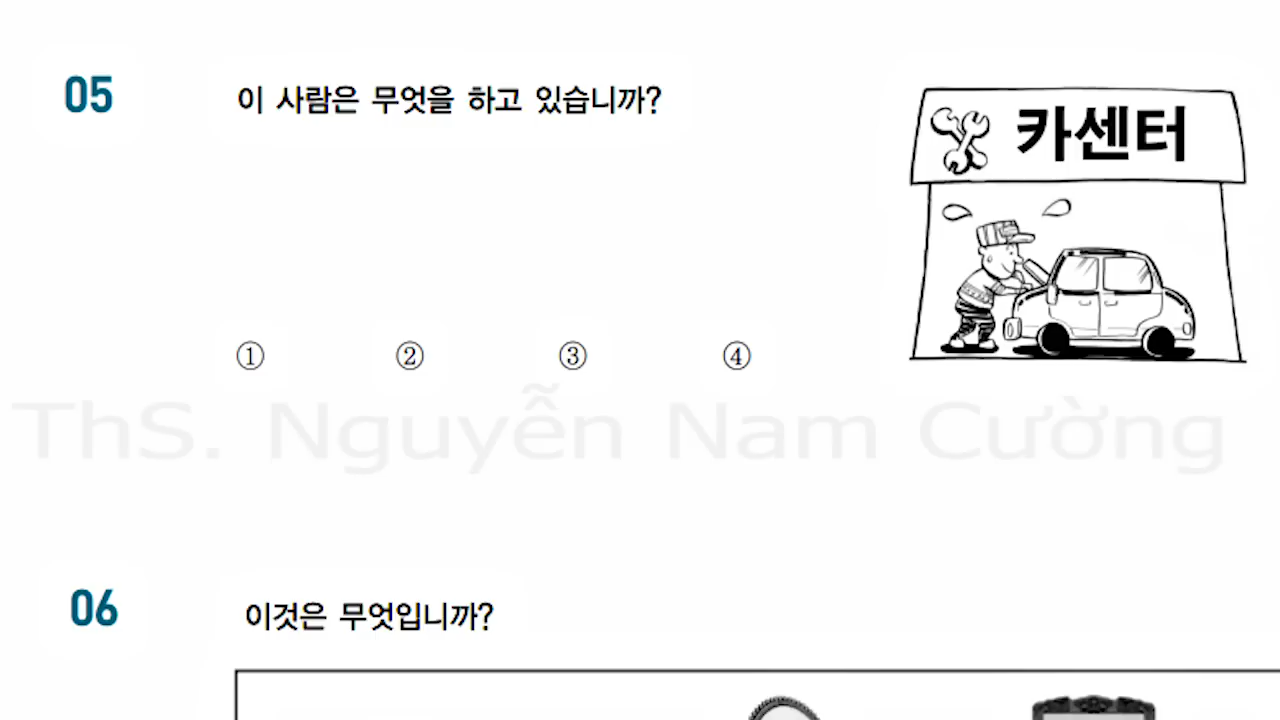 05 이 사람은 무엇을 하고 있습니까?
카센터
① ② ③ ④
ThS. Nguyễn Nam Cường
06 이것은 무엇입니까?